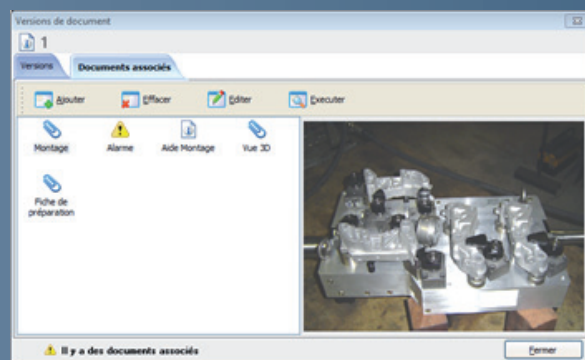 Versions de document
1
Versions
Documents associés
Ajouter
Effacer
Editer
Executer
Montage
Alarme
Aide Montage
Vue 3D
Fiche de
préparation
Il y a des documents associés
Fermer